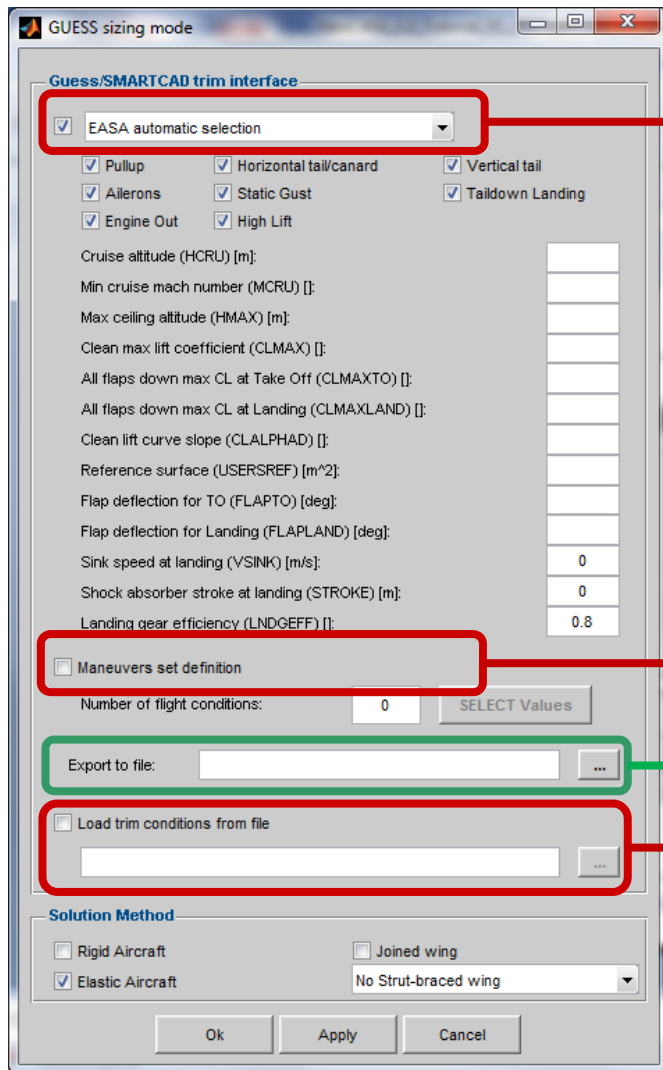 GUESS sizing mode
Guess/SMARTCAD trim interface
EASA automatic selection
Pullup Horizontal tail/canard Vertical tail
Ailerons Static Gust Taildown Landing
Engine Out High Lift
Cruise altitude (HCRU) [m]:
Min cruise mach number (MCRU) []:
Max ceiling altitude (HMAX) [m]:
Clean max lift coefficient (CLMAX) []:
All flaps down max CL at Take Off (CLMAXTO) []:
All flaps down max CL at Landing (CLMAXLAND) []:
Clean lift curve slope (CLALPHAD) []:
Reference surface (USERSREF) [m^2]:
Flap deflection for TO (FLAPTO) [deg]:
Flap deflection for Landing (FLAPLAND) [deg]:
Sink speed at landing (VSINK) [m/s]: 0
Shock absorber stroke at landing (STROKE) [m]: 0
Landing gear efficiency (LNDGEFF) []: 0.8
Maneuvers set definition
Number of flight conditions: 0 SELECT Values
Export to file: ...
Load trim conditions from file
...
Solution Method
Rigid Aircraft Joined wing
Elastic Aircraft No Strut-braced wing
Ok Apply Cancel